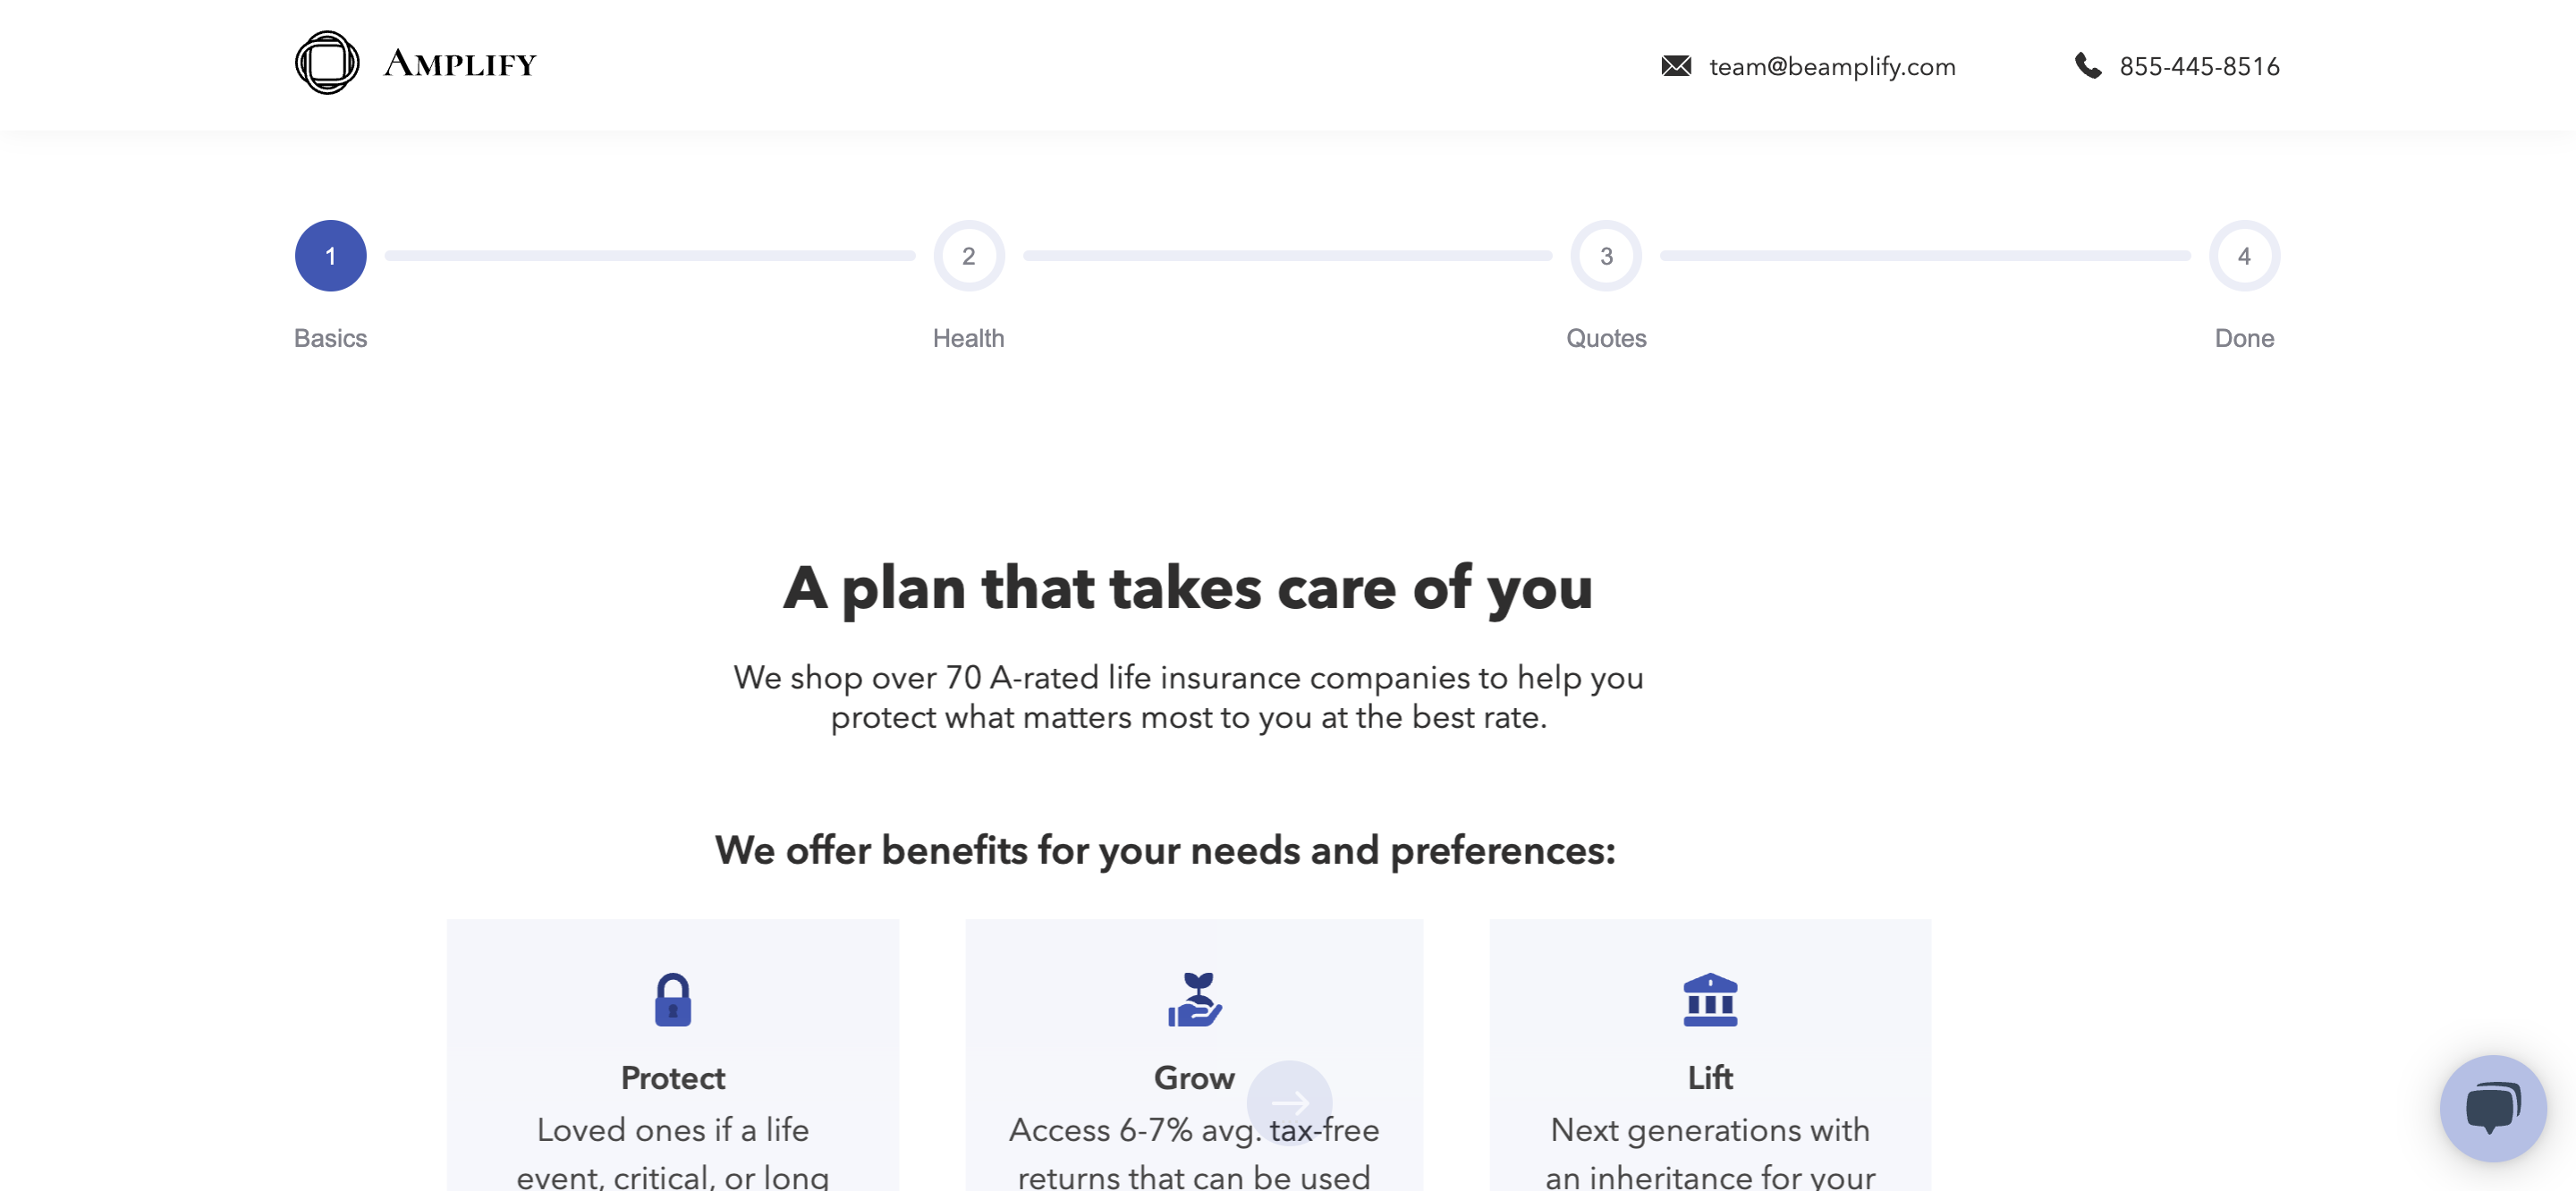 AMPLIFY
team@beamplify.com
855-445-8516
1
2
3
4
Basics
Health
Quotes
Done
A plan that takes care of you
We shop over 70 A-rated life insurance companies to help you
protect what matters most to you at the best rate.
We offer benefits for your needs and preferences:
Protect
Loved ones if a life
event, critical, or long
Grow
Access 6-7% avg. tax-free
returns that can be used
Lift
Next generations with
an inheritance for your